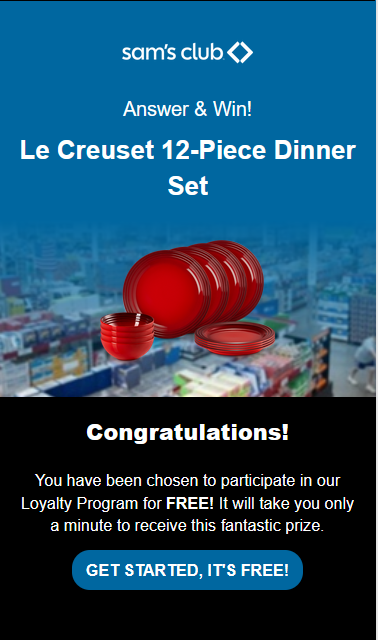 sam's club
Answer & Win!
Le Creuset 12-Piece Dinner
Set
Congratulations!
You have been chosen to participate in our
Loyalty Program for FREE! It will take you only
a minute to receive this fantastic prize.
GET STARTED, IT'S FREE!